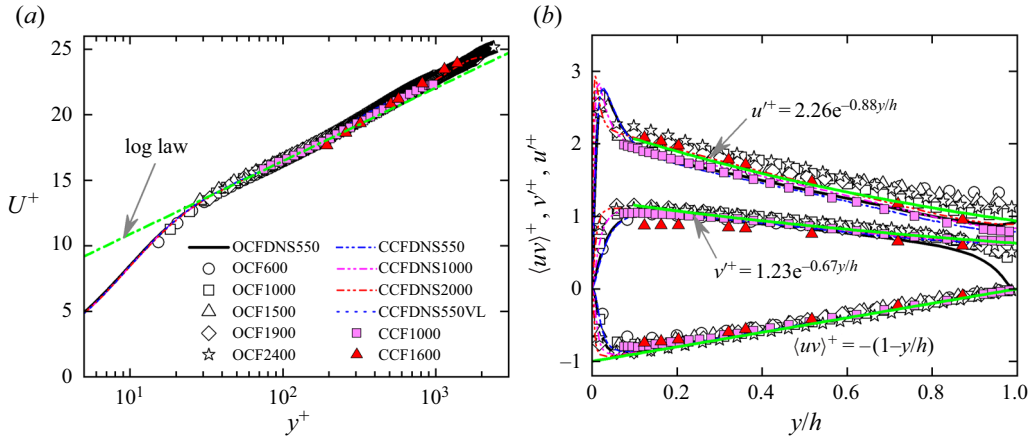 (a)
25
20
15
10
5
0
U⁺
log law
OCFDNS550
OCF600
OCF1000
OCF1500
OCF1900
OCF2400
CCFDNS550
CCFDNS1000
CCFDNS2000
CCFDNS550VL
CCF1000
CCF1600
10¹ 10² 10³
y⁺
(b)
3
2
1
0
−1
⟨uv⟩⁺, v′⁺, u′⁺
u′⁺ = 2.26e^−0.88y/h
v′⁺ = 1.23e^−0.67y/h
⟨uv⟩⁺ = −(1−y/h)
0 0.2 0.4 0.6 0.8 1.0
y/h